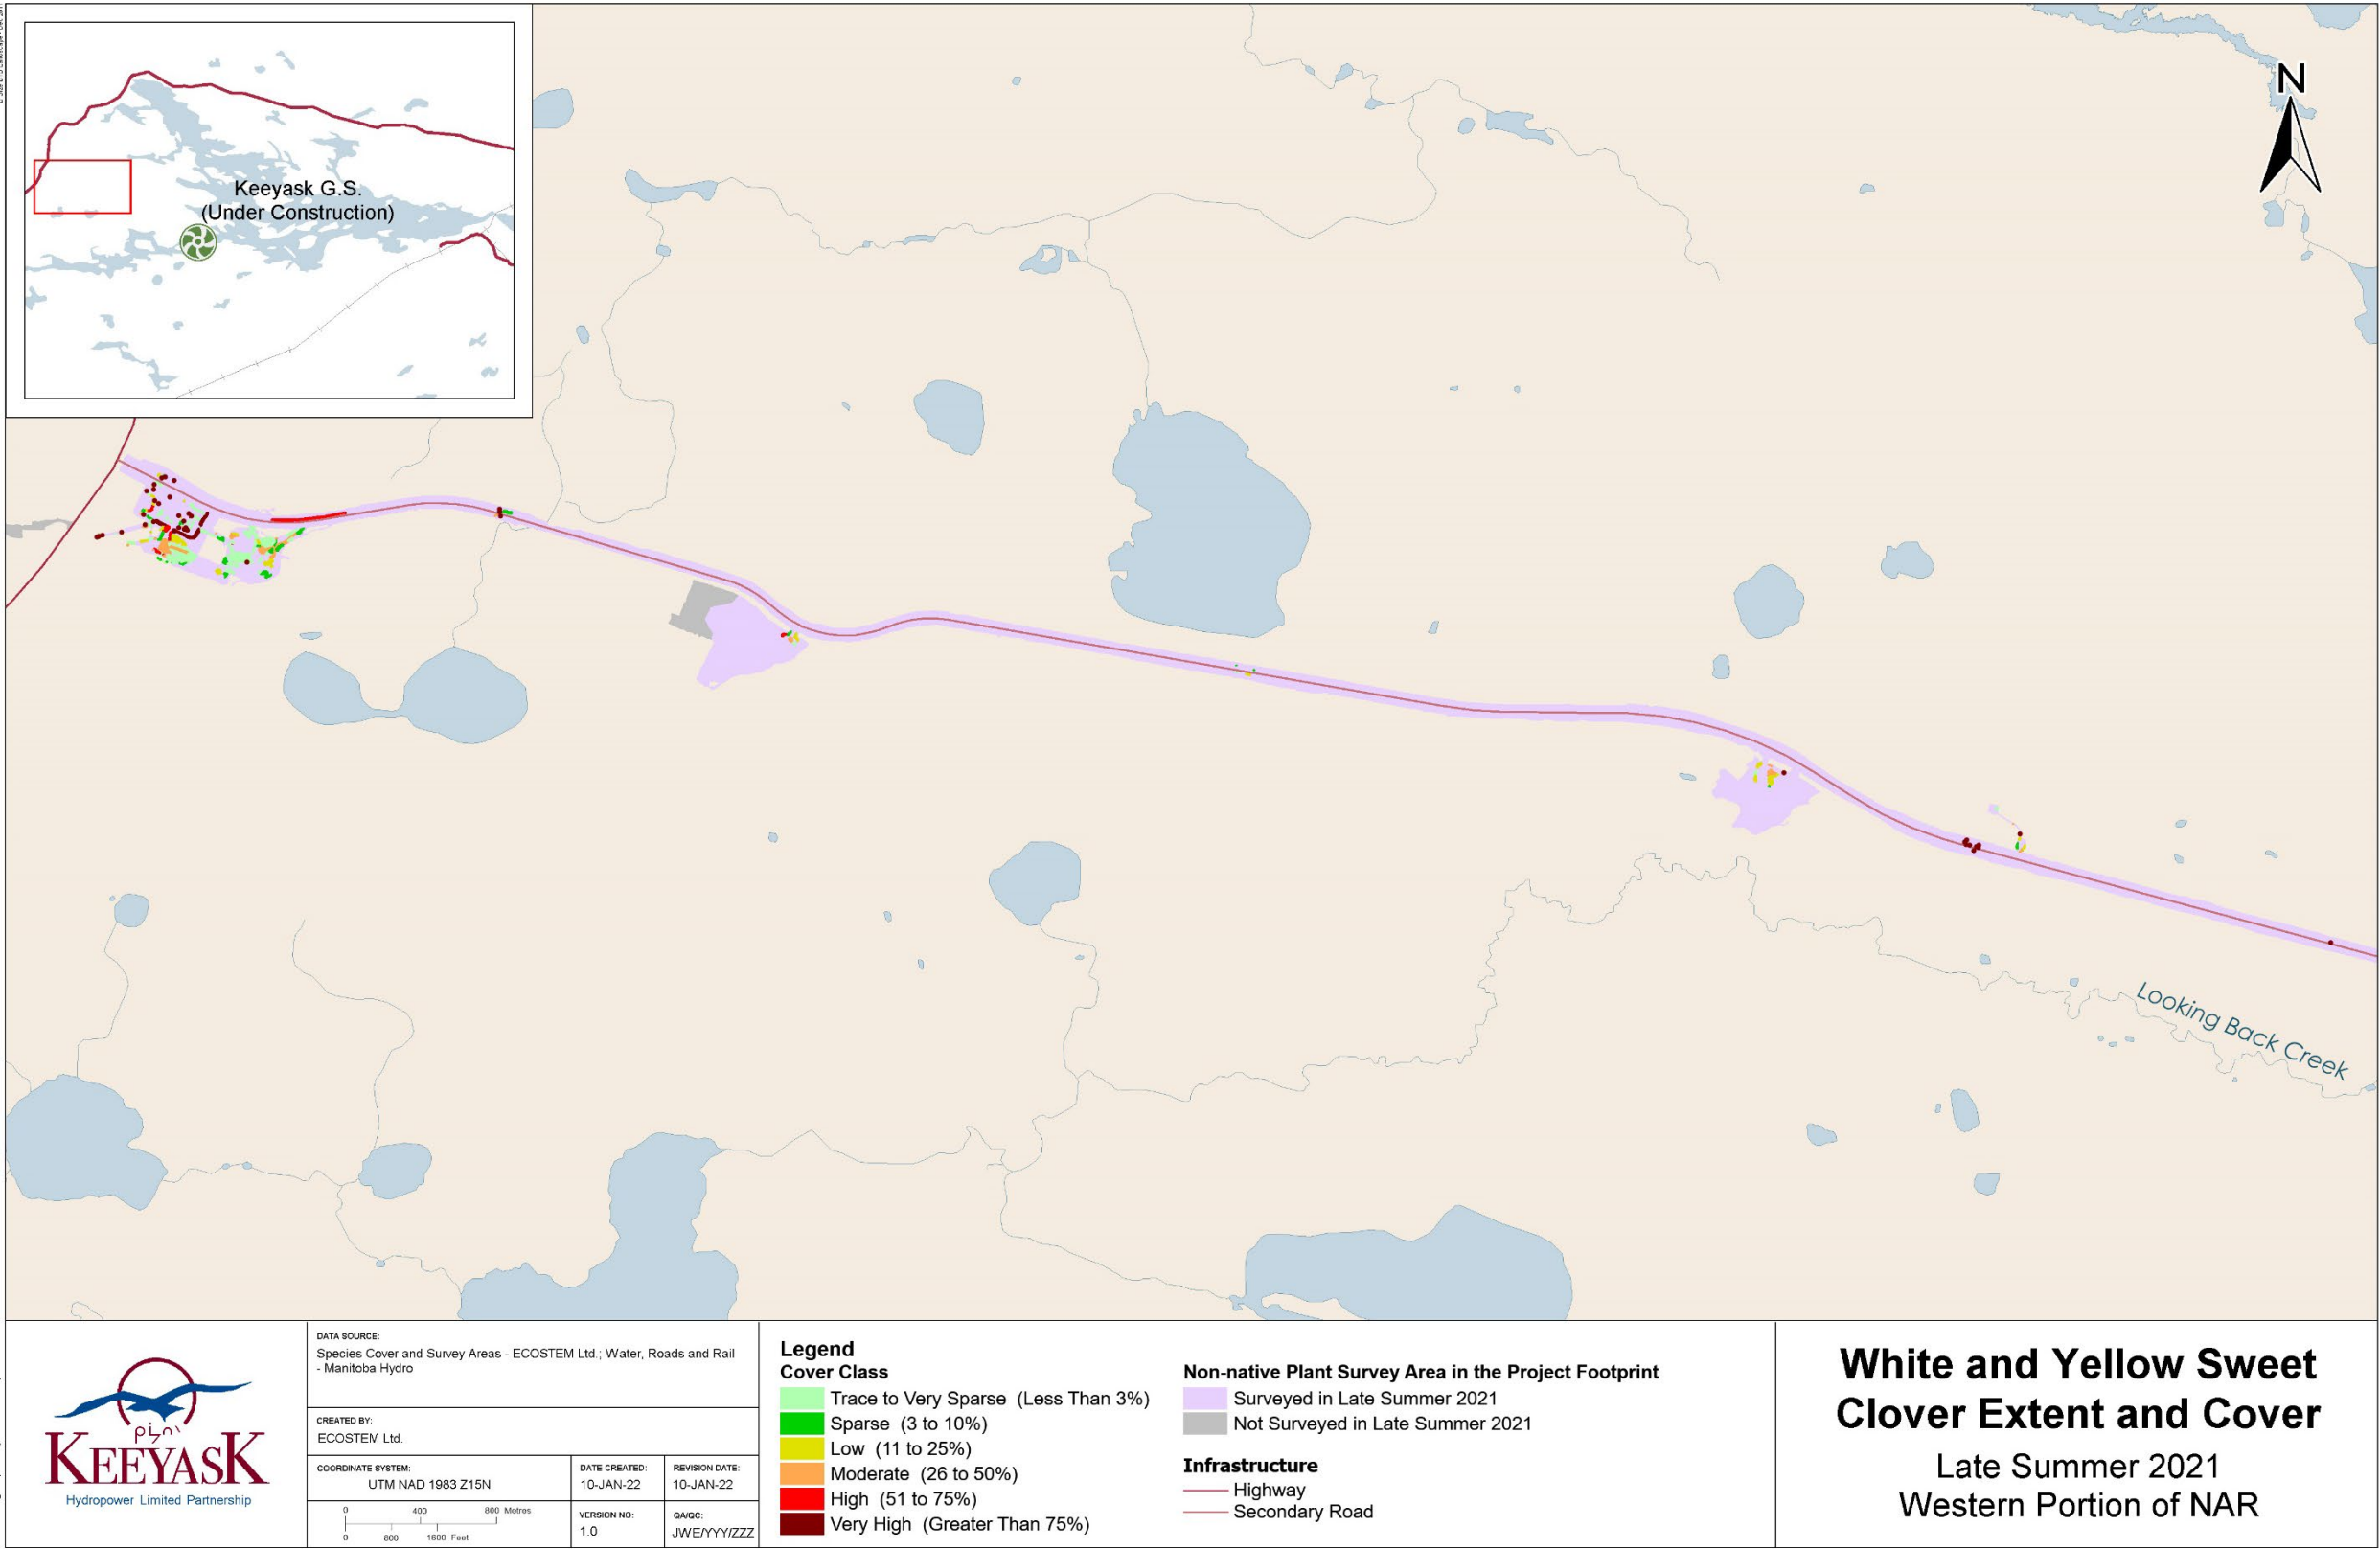 Keeyask G.S.
(Under Construction)
N
Looking Back Creek
KEEYASK
Hydropower Limited Partnership
DATA SOURCE:
Species Cover and Survey Areas - ECOSTEM Ltd.; Water, Roads and Rail
- Manitoba Hydro
CREATED BY:
ECOSTEM Ltd.
COORDINATE SYSTEM:
UTM NAD 1983 Z15N
DATE CREATED:
10-JAN-22
REVISION DATE:
10-JAN-22
0 400 800 Metres
0 800 1600 Feet
VERSION NO:
1.0
QA/QC:
JWE/YYY/ZZZ
Legend
Cover Class
Trace to Very Sparse (Less Than 3%)
Sparse (3 to 10%)
Low (11 to 25%)
Moderate (26 to 50%)
High (51 to 75%)
Very High (Greater Than 75%)
Non-native Plant Survey Area in the Project Footprint
Surveyed in Late Summer 2021
Not Surveyed in Late Summer 2021
Infrastructure
Highway
Secondary Road
White and Yellow Sweet
Clover Extent and Cover
Late Summer 2021
Western Portion of NAR